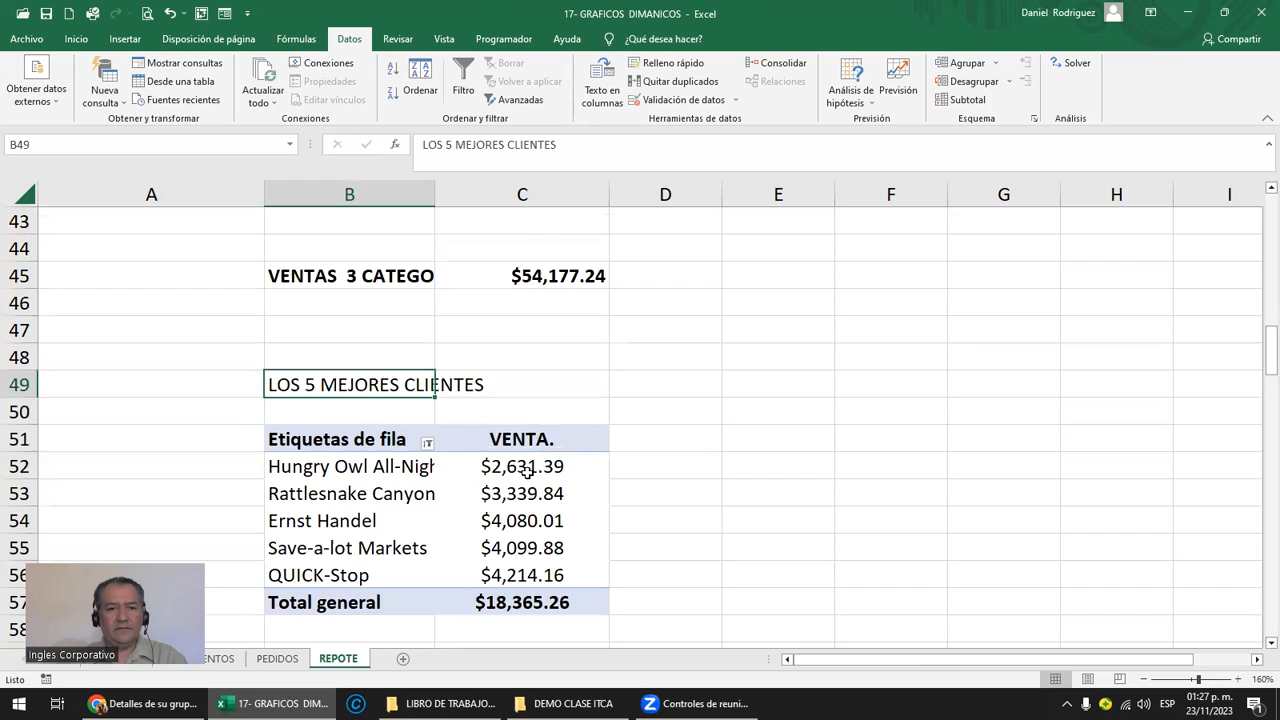 17- GRAFICOS DIMANICOS - Excel
Daniel Rodriguez
Archivo Inicio Insertar Disposición de página Fórmulas Datos Revisar Vista Programador Ayuda ¿Qué desea hacer? Compartir
Obtener datos externos
Nueva consulta
Mostrar consultas
Desde una tabla
Fuentes recientes
Obtener y transformar
Actualizar todo
Conexiones
Propiedades
Editar vínculos
Conexiones
Ordenar
Filtro
Borrar
Volver a aplicar
Avanzadas
Ordenar y filtrar
Texto en columnas
Relleno rápido
Quitar duplicados
Validación de datos
Consolidar
Relaciones
Herramientas de datos
Análisis de hipótesis
Previsión
Previsión
Agrupar
Desagrupar
Subtotal
Esquema
Solver
Análisis
B49
LOS 5 MEJORES CLIENTES
A B C D E F G H I
43
44
45 VENTAS 3 CATEGO $54,177.24
46
47
48
49 LOS 5 MEJORES CLIENTES
50
51 Etiquetas de fila VENTA.
52 Hungry Owl All-Nigh $2,631.39
53 Rattlesnake Canyon $3,339.84
54 Ernst Handel $4,080.01
55 Save-a-lot Markets $4,099.88
56 QUICK-Stop $4,214.16
57 Total general $18,365.26
58
Ingles Corporativo
ENTOS PEDIDOS REPOTE
Listo
160%
Detalles de su grup...
17- GRAFICOS DIM...
LIBRO DE TRABAJO...
DEMO CLASE ITCA
Controles de reuni...
ESP
01:27 p. m.
23/11/2023